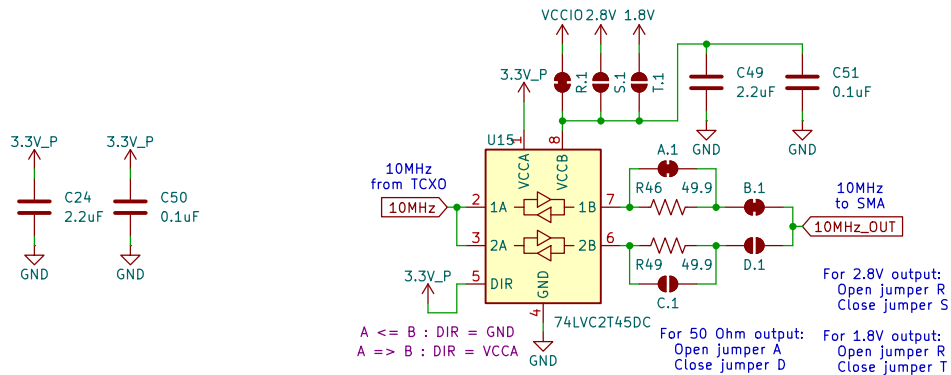 VCCIO 2.8V 1.8V
3.3V_P
R.1
S.1
T.1
C49
2.2uF
C51
0.1uF
GND
GND
3.3V_P
3.3V_P
C24
2.2uF
C50
0.1uF
GND
GND
U15
1
8
VCCA
VCCB
10MHz
from TCXO
10MHz
2
1A
1B
7
3
2A
2B
6
3.3V_P
5
DIR
GND
4
GND
74LVC2T45DC
A.1
R46 49.9
B.1
R49 49.9
D.1
C.1
10MHz
to SMA
10MHz_OUT
A <= B : DIR = GND
A => B : DIR = VCCA
For 50 Ohm output:
Open jumper A
Close jumper D
For 2.8V output:
Open jumper R
Close jumper S
For 1.8V output:
Open jumper R
Close jumper T